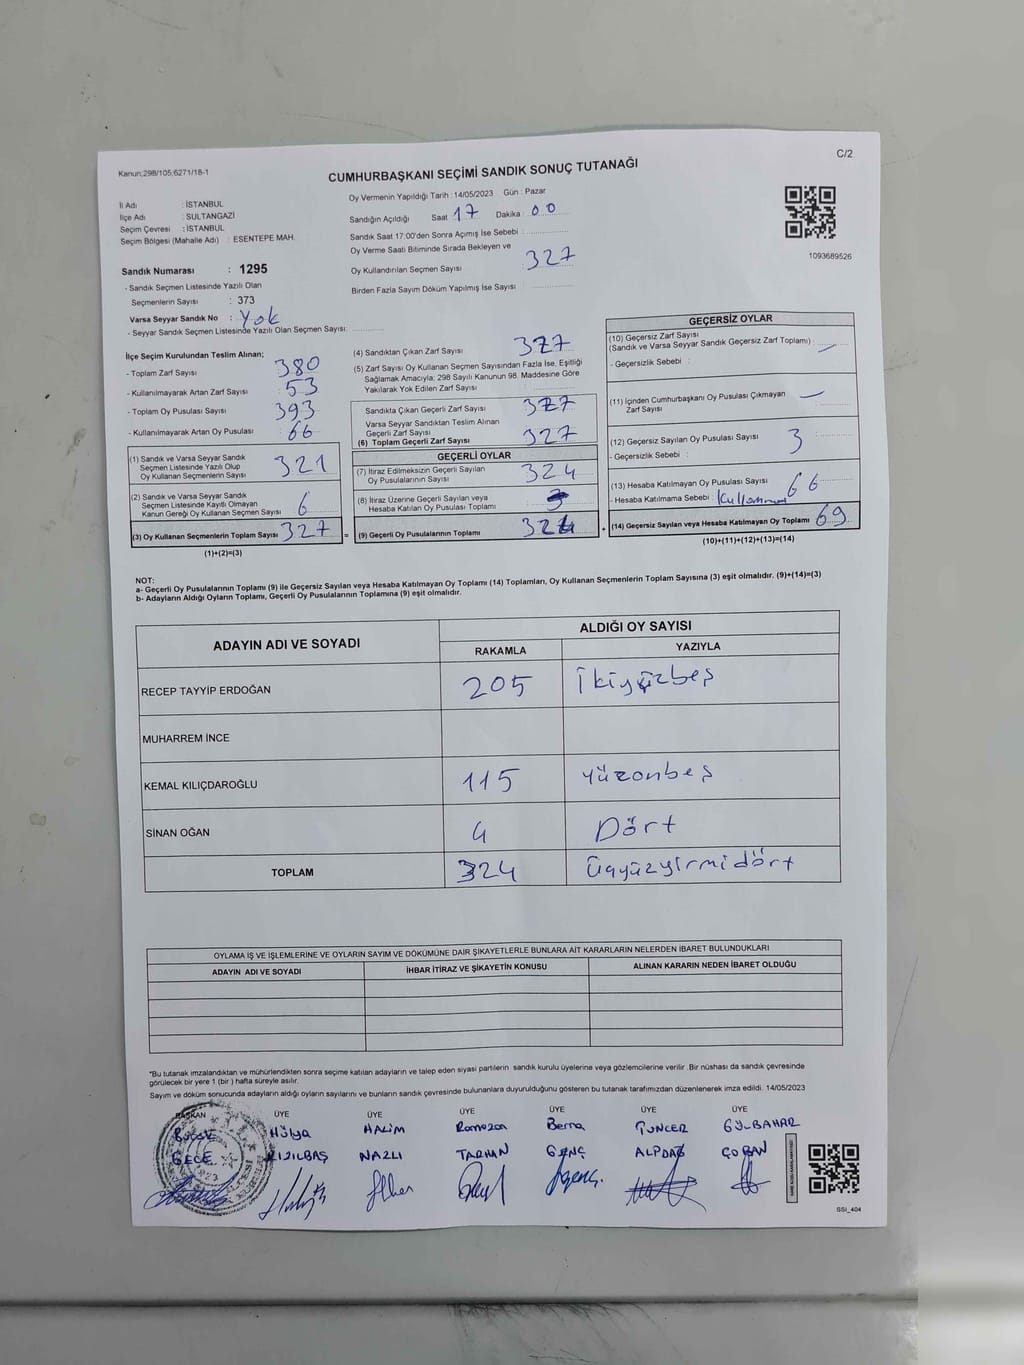 Kanun;298/105;6271/18-1
CUMHURBAŞKANI SEÇİMİ SANDIK SONUÇ TUTANAĞI
C/2
İl Adı : İSTANBUL
İlçe Adı : SULTANGAZİ
Seçim Çevresi : İSTANBUL
Seçim Bölgesi (Mahalle Adı) : ESENTEPE MAH.
Sandık Numarası : 1295
- Sandık Seçmen Listesinde Yazılı Olan
Seçmenlerin Sayısı : 373
Varsa Seyyar Sandık No : Yok
- Seyyar Sandık Seçmen Listesinde Yazılı Olan Seçmen Sayısı:
Oy Vermenin Yapıldığı Tarih : 14/05/2023 Gün : Pazar
Sandığın Açıldığı Saat 17 Dakika : 00
Sandık Saat 17:00'den Sonra Açımış İse Sebebi :
Oy Verme Saati Bitiminde Sırada Bekleyen ve
Oy Kullandırılan Seçmen Sayısı 327
Birden Fazla Sayım Döküm Yapılmış İse Sayısı :
1093689526
İlçe Seçim Kurulundan Teslim Alınan;
- Toplam Zarf Sayısı : 380
- Kullanılmayarak Artan Zarf Sayısı : 53
- Toplam Oy Pusulası Sayısı : 393
- Kullanılmayarak Artan Oy Pusulası : 66
(1) Sandık ve Varsa Seyyar Sandık
Seçmen Listesinde Yazılı Olup
Oy Kullanan Seçmenlerin Sayısı 321
(2) Sandık ve Varsa Seyyar Sandık
Seçmen Listesinde Kayıtlı Olmayan
Kanun Gereği Oy Kullanan Seçmen Sayısı 6
(3) Oy Kullanan Seçmenlerin Toplam Sayısı 327 =
(1)+(2)=(3)
(4) Sandıktan Çıkan Zarf Sayısı 327
(5) Zarf Sayısı Oy Kullanan Seçmen Sayısından Fazla İse, Eşitliği
Sağlamak Amacıyla; 298 Sayılı Kanunun 98. Maddesine Göre
Yakılarak Yok Edilen Zarf Sayısı
Sandıkta Çıkan Geçerli Zarf Sayısı 327
Varsa Seyyar Sandıktan Teslim Alınan
Geçerli Zarf Sayısı
(6) Toplam Geçerli Zarf Sayısı 327
GEÇERLİ OYLAR
(7) İtiraz Edilmeksizin Geçerli Sayılan
Oy Pusulalarının Sayısı 324
(8) İtiraz Üzerine Geçerli Sayılan veya
Hesaba Katılan Oy Pusulası Toplamı
(9) Geçerli Oy Pusulalarının Toplamı 324 +
GEÇERSİZ OYLAR
(10) Geçersiz Zarf Sayısı
(Sandık ve Varsa Seyyar Sandık Geçersiz Zarf Toplamı) : –
- Geçersizlik Sebebi :
(11) İçinden Cumhurbaşkanı Oy Pusulası Çıkmayan –
Zarf Sayısı
(12) Geçersiz Sayılan Oy Pusulası Sayısı 3
- Geçersizlik Sebebi :
(13) Hesaba Katılmayan Oy Pusulası Sayısı 66
- Hesaba Katılmama Sebebi :
(14) Geçersiz Sayılan veya Hesaba Katılmayan Oy Toplamı 69
(10)+(11)+(12)+(13)=(14)
NOT:
a- Geçerli Oy Pusulalarının Toplamı (9) ile Geçersiz Sayılan veya Hesaba Katılmayan Oy Toplamı (14) Toplamları, Oy Kullanan Seçmenlerin Toplam Sayısına (3) eşit olmalıdır. (9)+(14)=(3)
b- Adayların Aldığı Oyların Toplamı, Geçerli Oy Pusulalarının Toplamına (9) eşit olmalıdır.
ADAYIN ADI VE SOYADI
ALDIĞI OY SAYISI
RAKAMLA YAZIYLA
RECEP TAYYİP ERDOĞAN 205 İkiyüzbeş
MUHARREM İNCE
KEMAL KILIÇDAROĞLU 115 yüzonbeş
SİNAN OĞAN 4 Dört
TOPLAM 324 Üçyüzyirmidört
OYLAMA İŞ VE İŞLEMLERİNE VE OYLARIN SAYIM VE DÖKÜMÜNE DAİR ŞİKAYETLERLE BUNLARA AİT KARARLARIN NELERDEN İBARET BULUNDUKLARI
ADAYIN ADI VE SOYADI İHBAR İTİRAZ VE ŞİKAYETİN KONUSU ALINAN KARARIN NEDEN İBARET OLDUĞU
*Bu tutanak imzalandıktan ve mühürlendikten sonra seçime katılan adayların ve talep eden siyasi partilerin sandık kurulu üyelerine veya gözlemcilerine verilir .Bir nüshası da sandık çevresinde
görülecek bir yere 1 (bir ) hafta süreyle asılır.
Sayım ve döküm sonucunda adayların aldığı oyların sayılarını ve bunların sandık çevresinde bulunanlara duyurulduğunu gösteren bu tutanak tarafımızdan düzenlenerek imza edildi. 14/05/2023
BAŞKAN ÜYE ÜYE ÜYE ÜYE ÜYE ÜYE
Hülya HALİM Ramazan Berna TUNCER GÜLBAHAR
GECE KIZILBAŞ NAZLI TARHAN GENÇ ALPDAĞ ÇOBAN
SSI_404